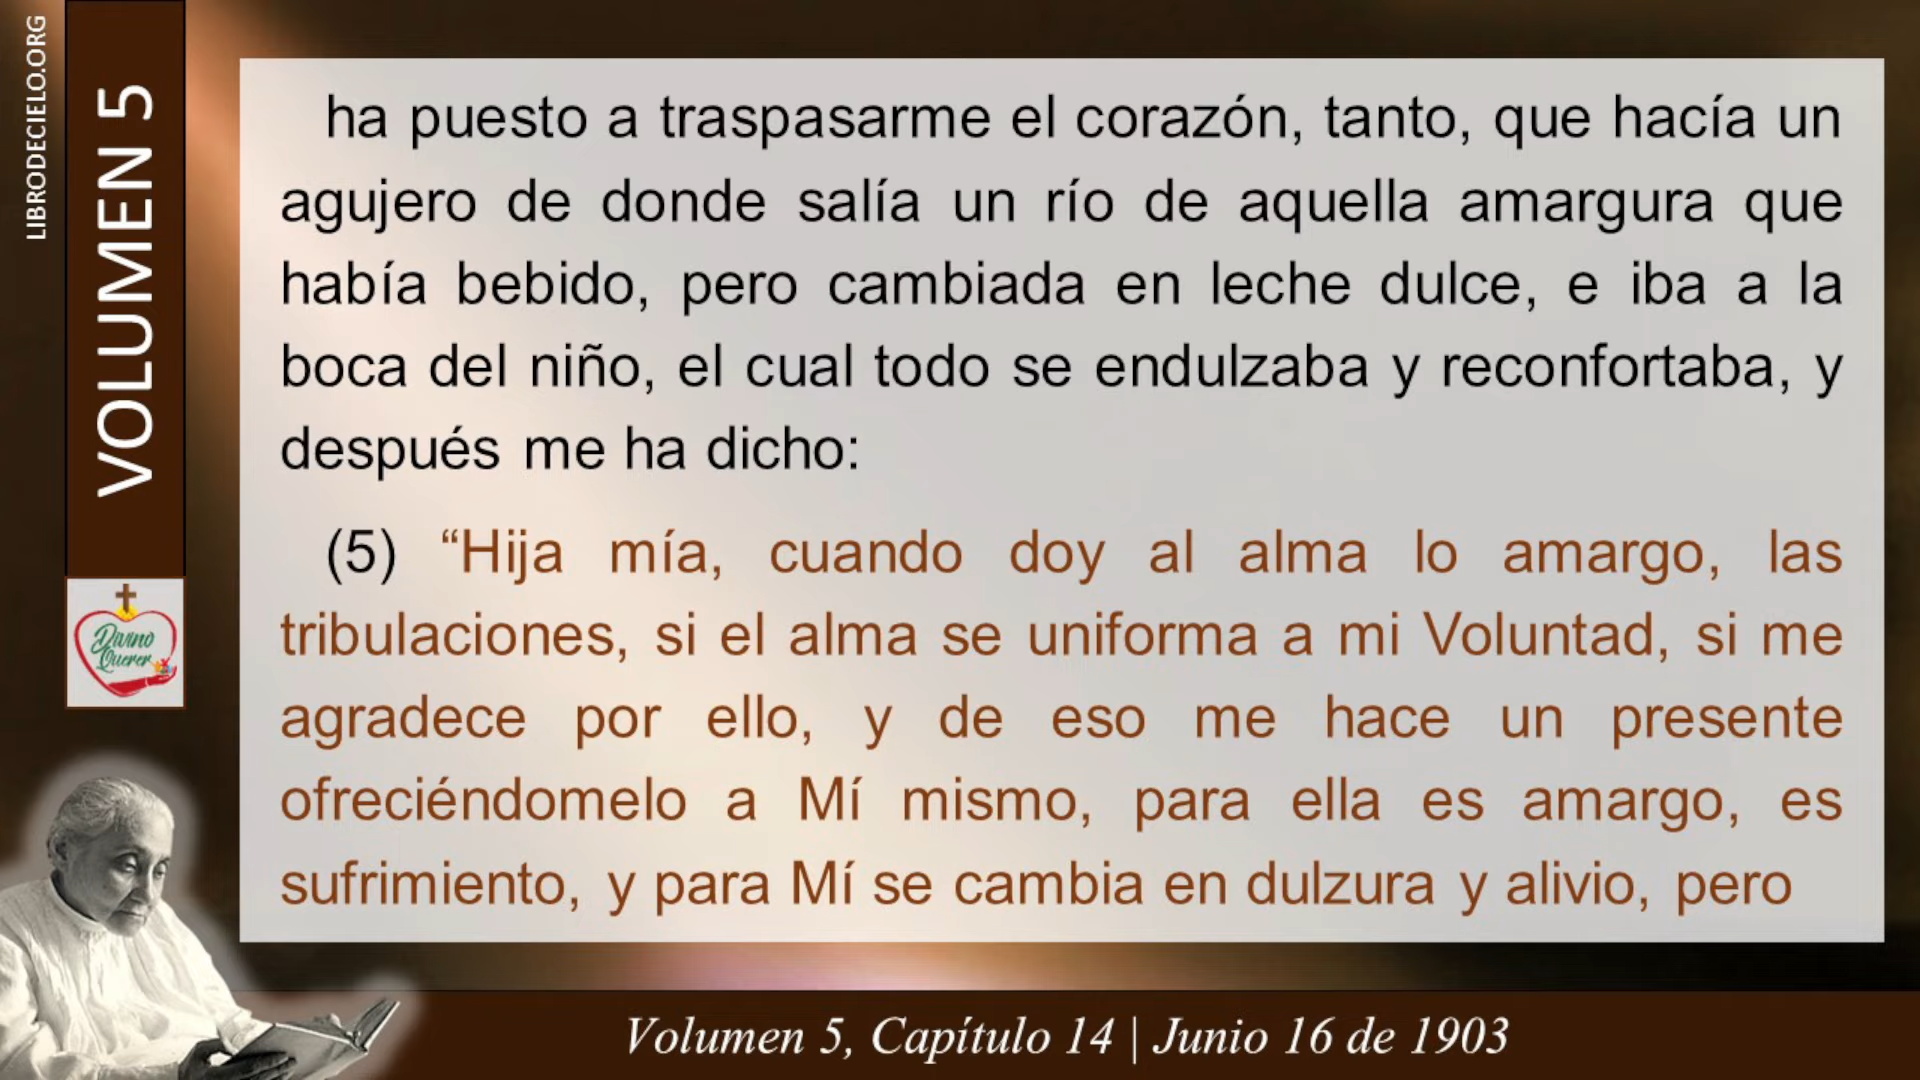 LIBRODECIELO.ORG
VOLUMEN 5
Divino
Querer
ha puesto a traspasarme el corazón, tanto, que hacía un
agujero de donde salía un río de aquella amargura que
había bebido, pero cambiada en leche dulce, e iba a la
boca del niño, el cual todo se endulzaba y reconfortaba, y
después me ha dicho:
(5) “Hija mía, cuando doy al alma lo amargo, las
tribulaciones, si el alma se uniforma a mi Voluntad, si me
agradece por ello, y de eso me hace un presente
ofreciéndomelo a Mí mismo, para ella es amargo, es
sufrimiento, y para Mí se cambia en dulzura y alivio, pero
Volumen 5, Capítulo 14 | Junio 16 de 1903